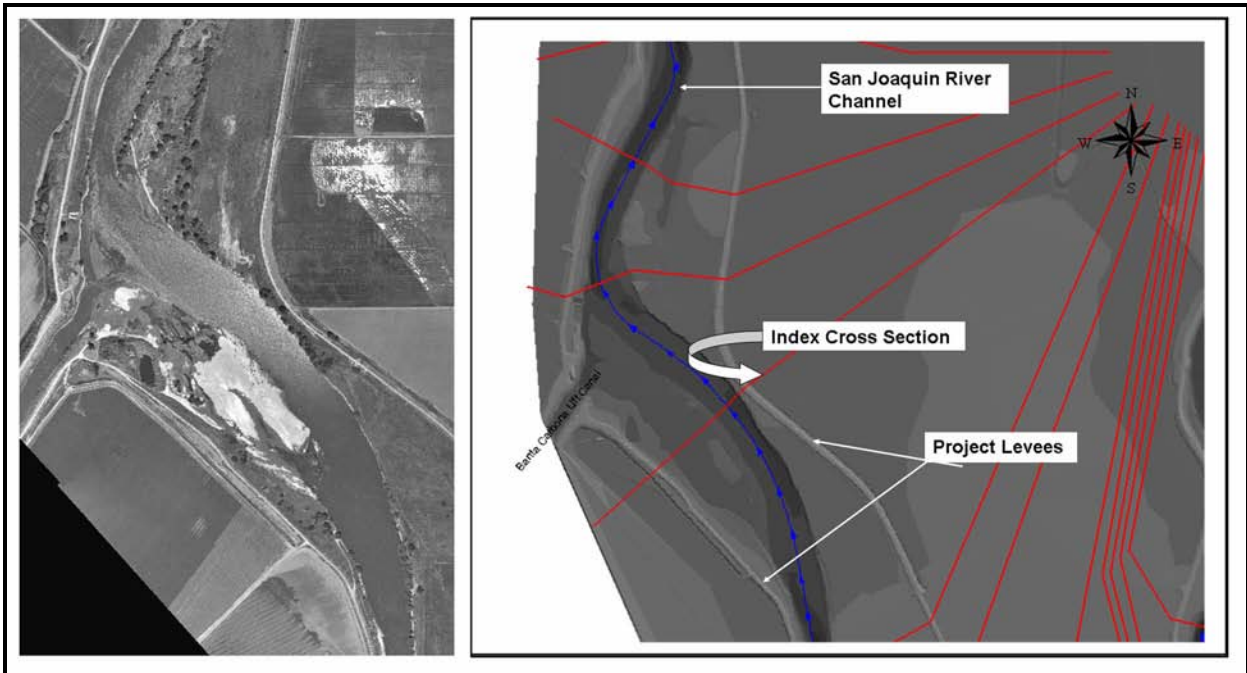 San Joaquin River
Channel
N
W
E
S
Index Cross Section
Banta Carbona Lift Canal
Project Levees